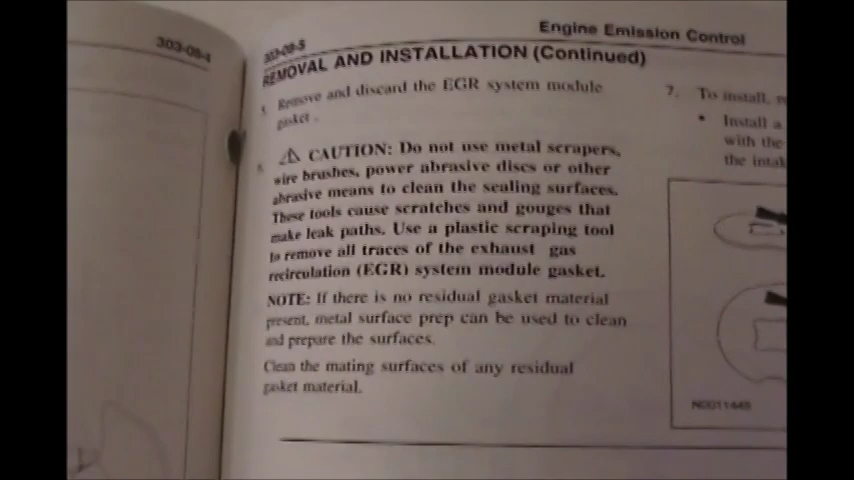 303-08-4
303-08-5
Engine Emission Control
REMOVAL AND INSTALLATION (Continued)
5. Remove and discard the EGR system module
gasket.
6. CAUTION: Do not use metal scrapers,
wire brushes, power abrasive discs or other
abrasive means to clean the sealing surfaces.
These tools cause scratches and gouges that
make leak paths. Use a plastic scraping tool
to remove all traces of the exhaust gas
recirculation (EGR) system module gasket.
NOTE: If there is no residual gasket material
present, metal surface prep can be used to clean
and prepare the surfaces.
Clean the mating surfaces of any residual
gasket material.
7. To install,
• Install a
with the
the
N0011449